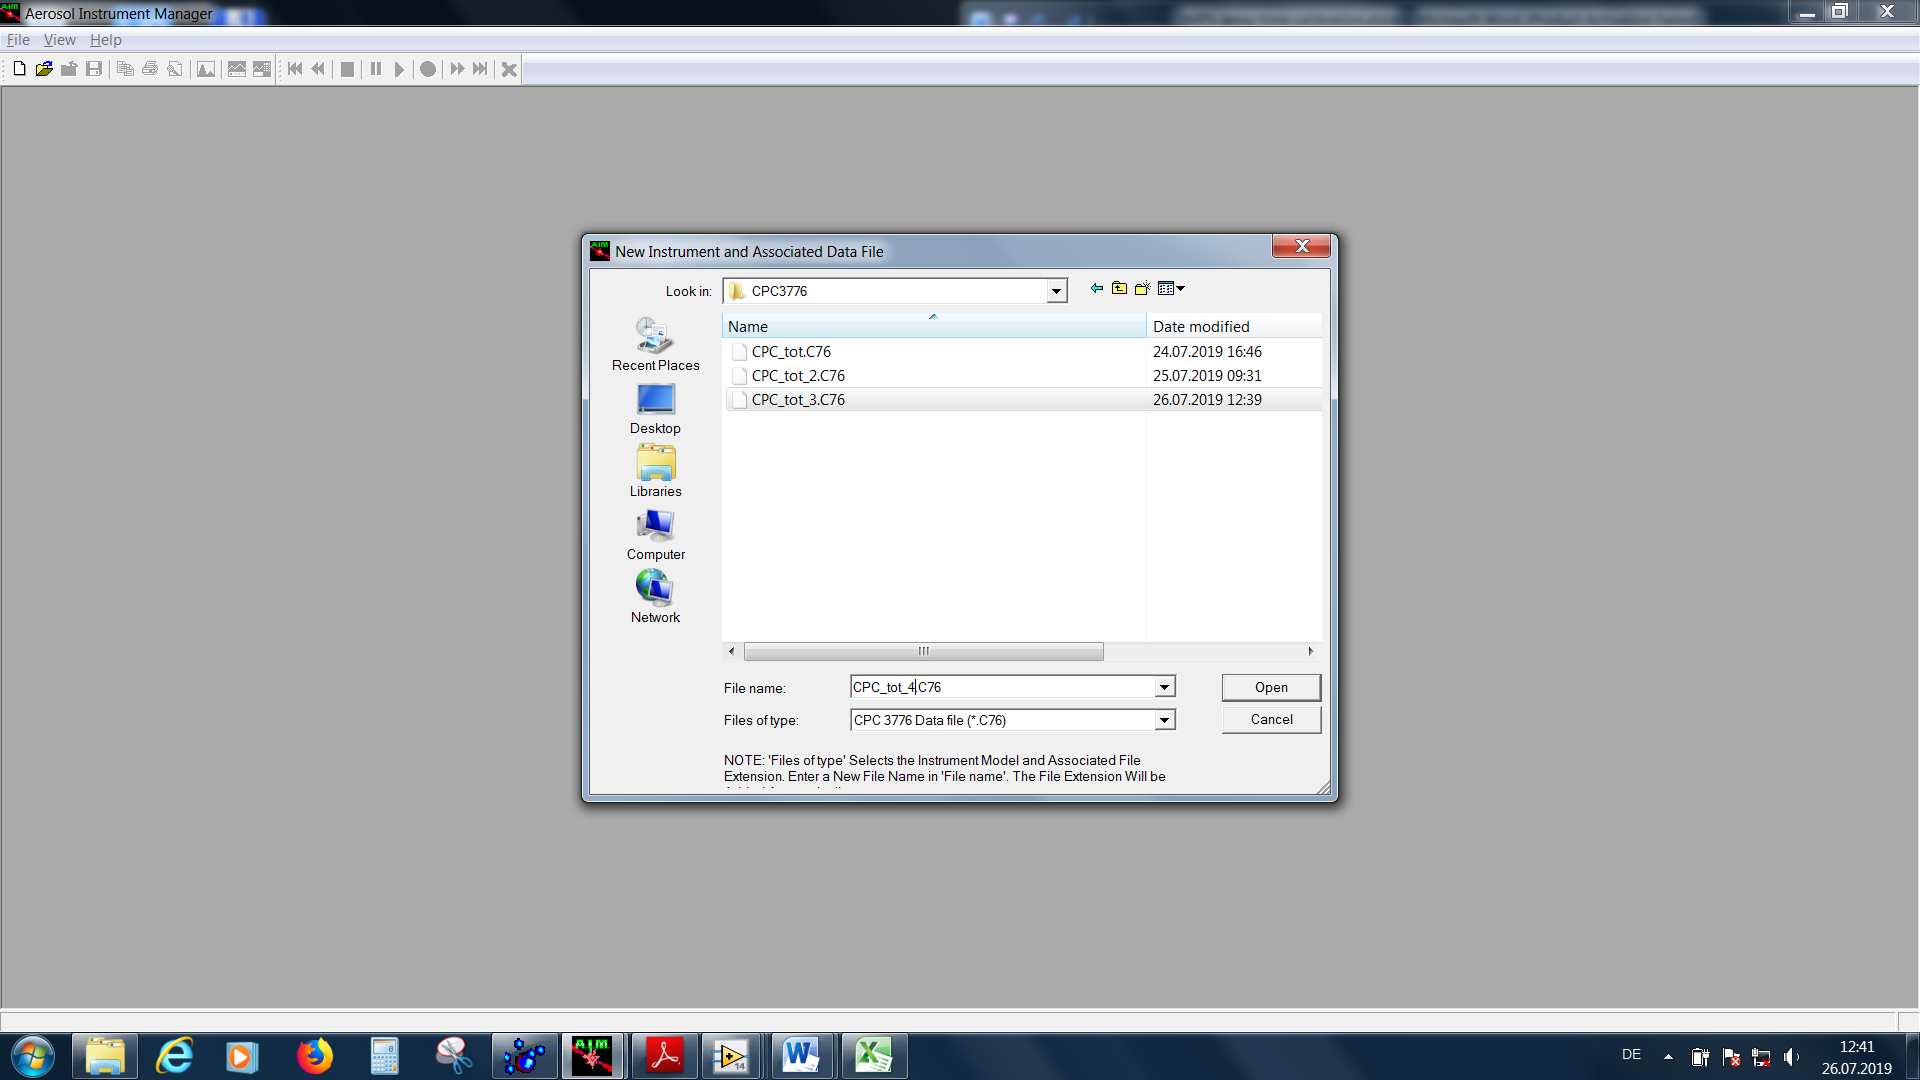 Aerosol Instrument Manager
File View Help
New Instrument and Associated Data File
Look in: CPC3776
Name Date modified
CPC_tot.C76 24.07.2019 16:46
CPC_tot_2.C76 25.07.2019 09:31
CPC_tot_3.C76 26.07.2019 12:39
Recent Places
Desktop
Libraries
Computer
Network
File name: CPC_tot_4.C76 Open
Files of type: CPC 3776 Data file (*.C76) Cancel
NOTE: 'Files of type' Selects the Instrument Model and Associated File
Extension. Enter a New File Name in 'File name'. The File Extension Will be
DE 12:41
26.07.2019